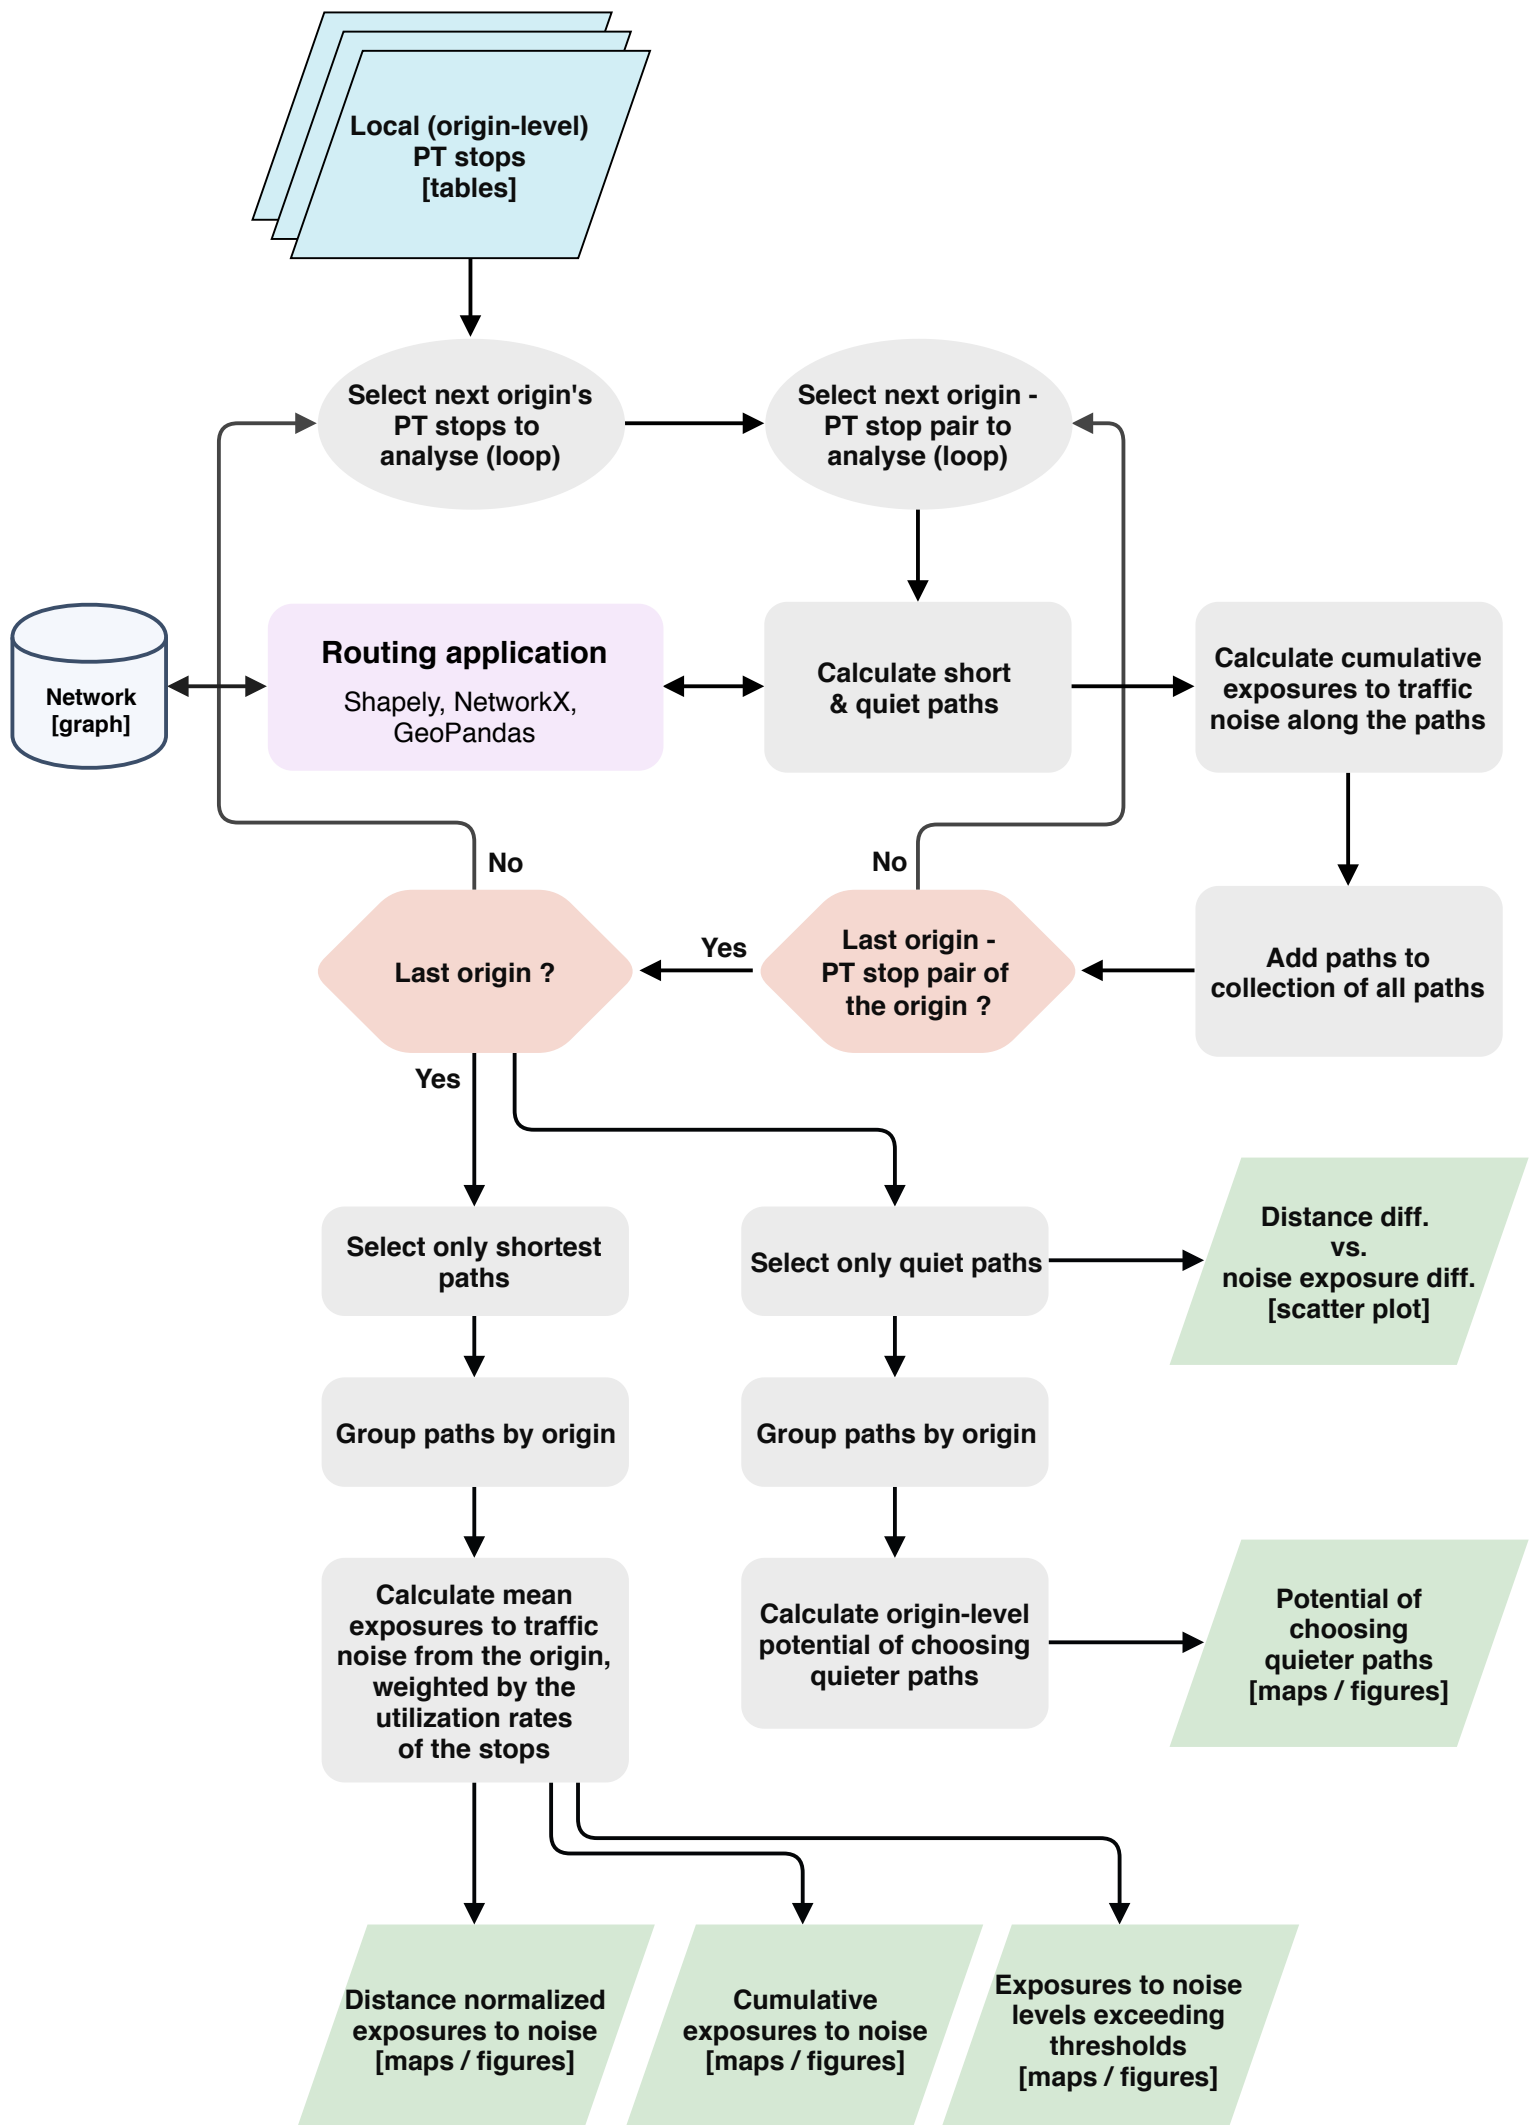 Local (origin-level)
PT stops
[tables]
Select next origin's
PT stops to
analyse (loop)
Select next origin -
PT stop pair to
analyse (loop)
Network
[graph]
Routing application
Shapely, NetworkX,
GeoPandas
Calculate short
& quiet paths
Calculate cumulative
exposures to traffic
noise along the paths
No
No
Last origin ?
Yes
Last origin -
PT stop pair of
the origin ?
Add paths to
collection of all paths
Yes
Select only shortest
paths
Select only quiet paths
Distance diff.
vs.
noise exposure diff.
[scatter plot]
Group paths by origin
Group paths by origin
Calculate mean
exposures to traffic
noise from the origin,
weighted by the
utilization rates
of the stops
Calculate origin-level
potential of choosing
quieter paths
Potential of
choosing
quieter paths
[maps / figures]
Distance normalized
exposures to noise
[maps / figures]
Cumulative
exposures to noise
[maps / figures]
Exposures to noise
levels exceeding
thresholds
[maps / figures]